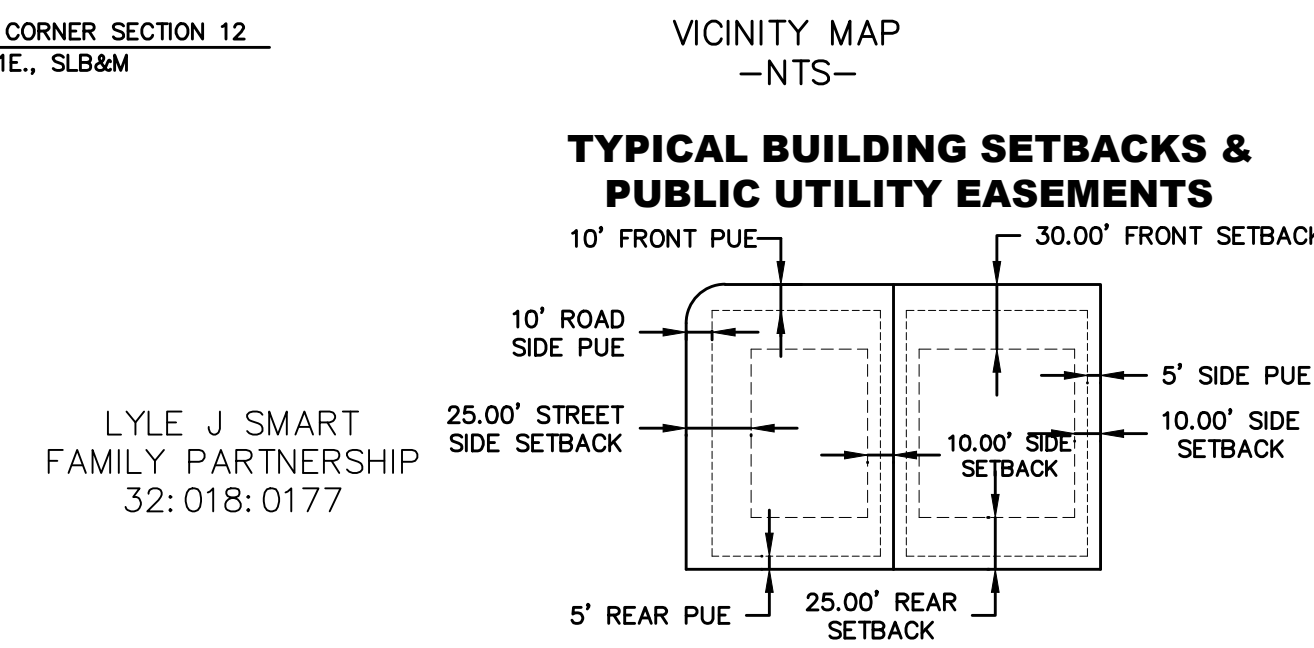 CORNER SECTION 12
1E., SLB&M
VICINITY MAP
-NTS-
TYPICAL BUILDING SETBACKS &
PUBLIC UTILITY EASEMENTS
10' FRONT PUE
30.00' FRONT SETBACK
10' ROAD
SIDE PUE
5' SIDE PUE
25.00' STREET
SIDE SETBACK
10.00' SIDE
SETBACK
10.00' SIDE
SETBACK
LYLE J SMART
FAMILY PARTNERSHIP
32:018:0177
5' REAR PUE
25.00' REAR
SETBACK